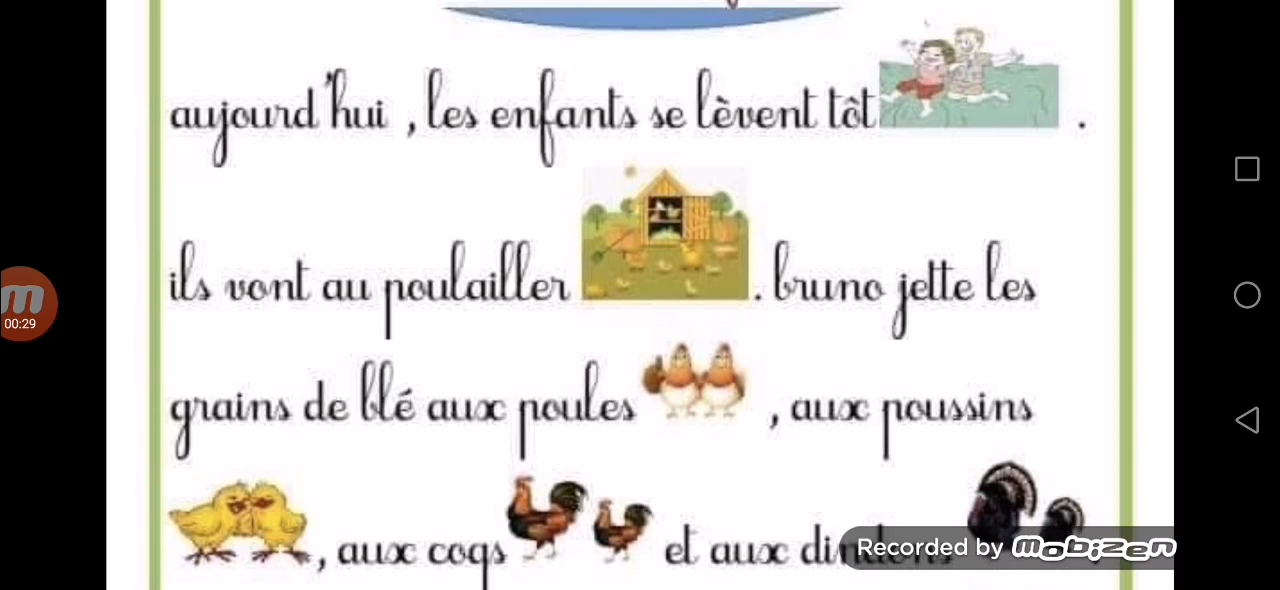 aujourd'hui , les enfants se lèvent tôt .
ils vont au poulailler . bruno jette les
grains de blé aux poules , aux poussins
, aux coqs et aux dindons
Recorded by mobizen
00:29